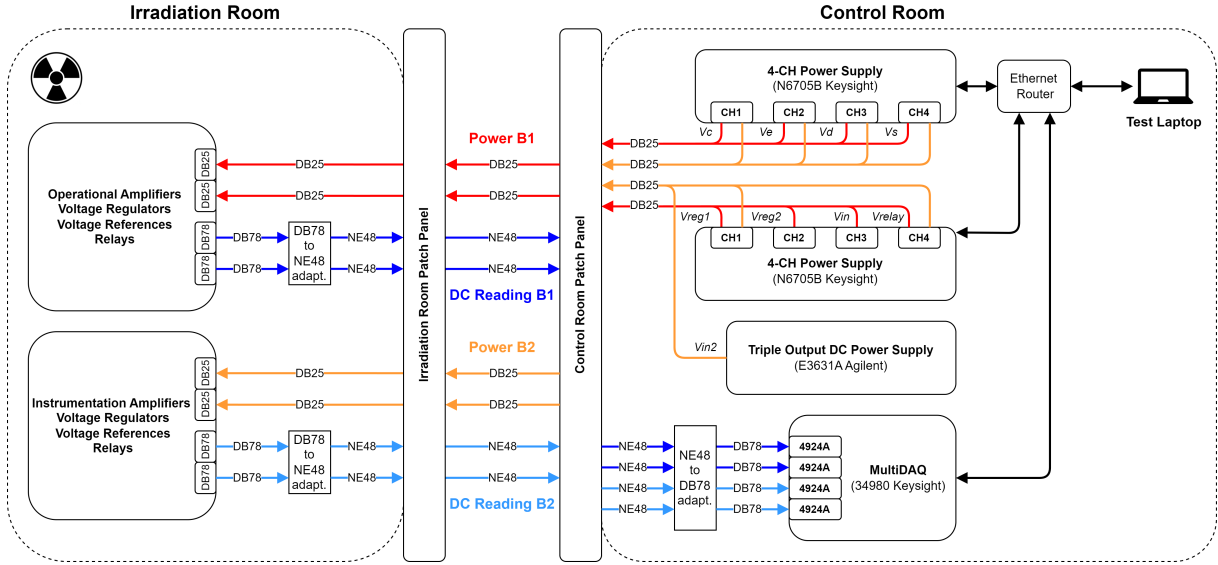 Irradiation Room
Control Room
4-CH Power Supply
(N6705B Keysight)
CH1
CH2
CH3
CH4
Vc
Ve
Vd
Vs
Ethernet
Router
Test Laptop
Operational Amplifiers
Voltage Regulators
Voltage References
Relays
DB25
DB25
DB78
DB78
DB25
DB25
DB78
DB78
DB78
to
NE48
adapt.
NE48
NE48
Irradiation Room Patch Panel
Power B1
DB25
DB25
NE48
NE48
DC Reading B1
Control Room Patch Panel
DB25
DB25
DB25
DB25
Vreg1
Vreg2
Vin
Vrelay
CH1
CH2
CH3
CH4
4-CH Power Supply
(N6705B Keysight)
Vin2
Triple Output DC Power Supply
(E3631A Agilent)
Instrumentation Amplifiers
Voltage Regulators
Voltage References
Relays
DB25
DB25
DB78
DB78
DB25
DB25
DB78
DB78
DB78
to
NE48
adapt.
NE48
NE48
Power B2
DB25
DB25
NE48
NE48
DC Reading B2
NE48
NE48
NE48
NE48
NE48
to
DB78
adapt.
DB78
DB78
DB78
DB78
4924A
4924A
4924A
4924A
MultiDAQ
(34980 Keysight)